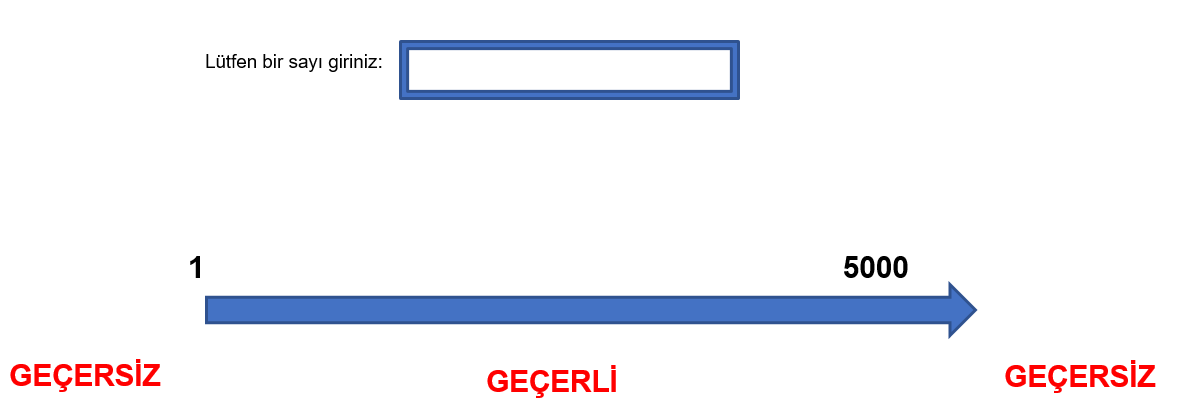 Lütfen bir sayı giriniz:
1
5000
GEÇERSİZ
GEÇERLİ
GEÇERSİZ